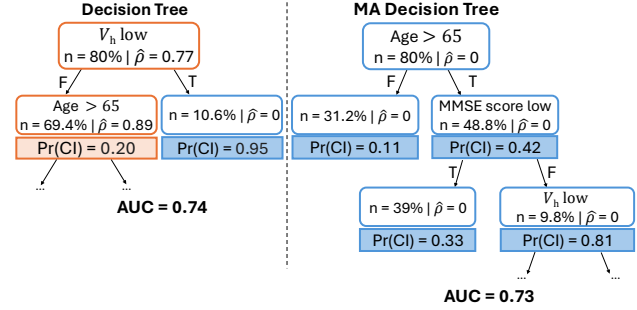 Decision Tree
V_h low
n = 80% | ρ̂ = 0.77
F
T
Age > 65
n = 69.4% | ρ̂ = 0.89
Pr(CI) = 0.20
n = 10.6% | ρ̂ = 0
Pr(CI) = 0.95
...
...
AUC = 0.74
MA Decision Tree
Age > 65
n = 80% | ρ̂ = 0
F
T
n = 31.2% | ρ̂ = 0
Pr(CI) = 0.11
MMSE score low
n = 48.8% | ρ̂ = 0
Pr(CI) = 0.42
T
F
n = 39% | ρ̂ = 0
Pr(CI) = 0.33
V_h low
n = 9.8% | ρ̂ = 0
Pr(CI) = 0.81
...
...
AUC = 0.73